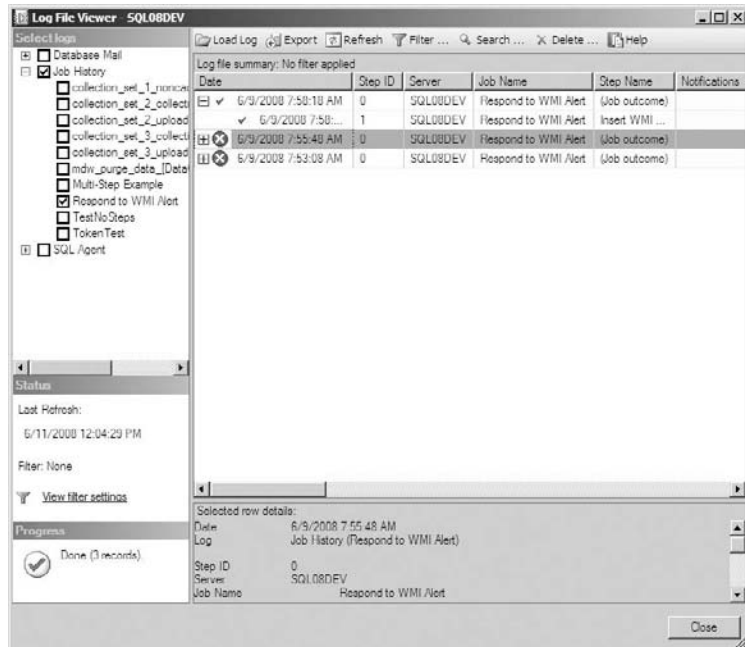 Log File Viewer - SQL08DEV
Select logs
Database Mail
Job History
collection_set_1_nonca
collection_set_2_collecti
collection_set_2_upload
collection_set_3_collecti
collection_set_3_upload
mdw_purge_data_[Data
Multi-Step Example
Respond to WMI Alert
TestNoSteps
TokenTest
SQL Agent
Status
Last Refresh:
6/11/2008 12:04:29 PM
Filter: None
View filter settings
Progress
Done (3 records).
Load Log Export Refresh Filter ... Search ... Delete ... Help
Log file summary: No filter applied
Date Step ID Server Job Name Step Name Notifications
6/9/2008 7:58:18 AM 0 SQL08DEV Respond to WMI Alert (Job outcome)
6/9/2008 7:58:... 1 SQL08DEV Respond to WMI Alert Insert WMI ...
6/9/2008 7:55:48 AM 0 SQL08DEV Respond to WMI Alert (Job outcome)
6/9/2008 7:53:08 AM 0 SQL08DEV Respond to WMI Alert (Job outcome)
Selected row details:
Date 6/9/2008 7:55:48 AM
Log Job History (Respond to WMI Alert)
Step ID 0
Server SQL08DEV
Job Name Respond to WMI Alert
Close